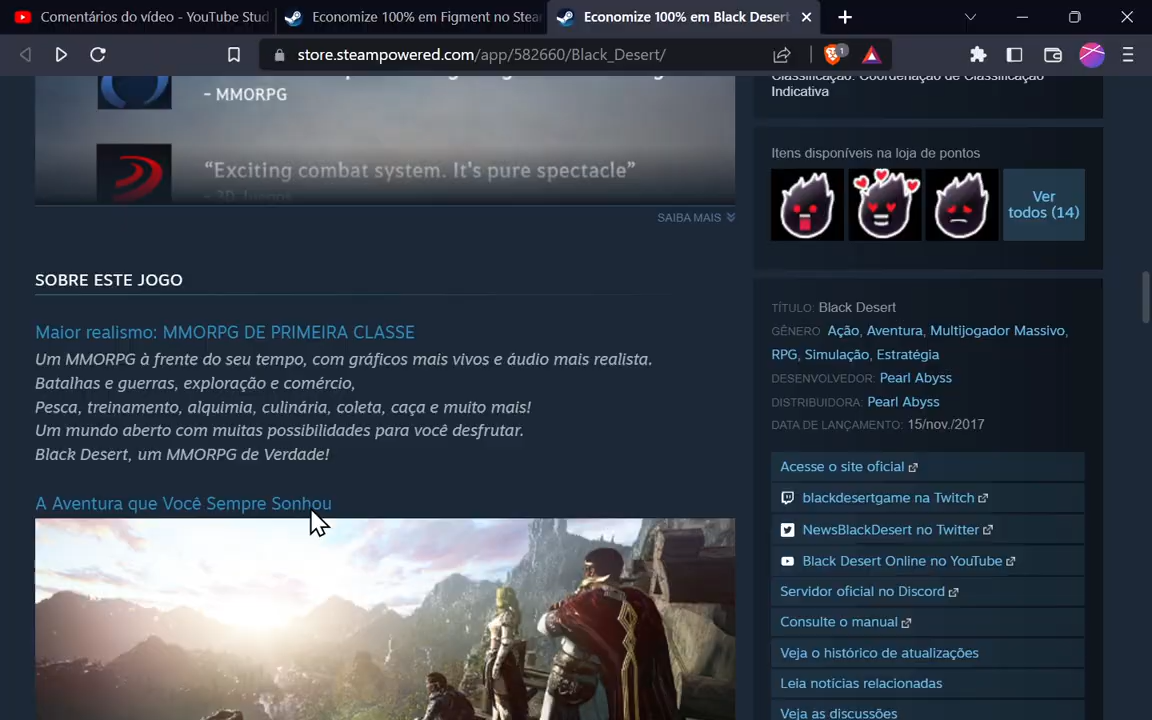 Comentários do vídeo - YouTube Stud
Economize 100% em Figment no Stea
Economize 100% em Black Desert
store.steampowered.com/app/582660/Black_Desert/
1
- MMORPG
“Exciting combat system. It's pure spectacle”
- 3D Juegos
SAIBA MAIS
SOBRE ESTE JOGO
Maior realismo: MMORPG DE PRIMEIRA CLASSE
Um MMORPG à frente do seu tempo, com gráficos mais vivos e áudio mais realista.
Batalhas e guerras, exploração e comércio,
Pesca, treinamento, alquimia, culinária, coleta, caça e muito mais!
Um mundo aberto com muitas possibilidades para você desfrutar.
Black Desert, um MMORPG de Verdade!
A Aventura que Você Sempre Sonhou
Classificação: Coordenação de Classificação
Indicativa
Itens disponíveis na loja de pontos
Ver
todos (14)
TÍTULO: Black Desert
GÊNERO: Ação, Aventura, Multijogador Massivo,
RPG, Simulação, Estratégia
DESENVOLVEDOR: Pearl Abyss
DISTRIBUIDORA: Pearl Abyss
DATA DE LANÇAMENTO: 15/nov./2017
Acesse o site oficial
blackdesertgame na Twitch
NewsBlackDesert no Twitter
Black Desert Online no YouTube
Servidor oficial no Discord
Consulte o manual
Veja o histórico de atualizações
Leia notícias relacionadas
Veja as discussões